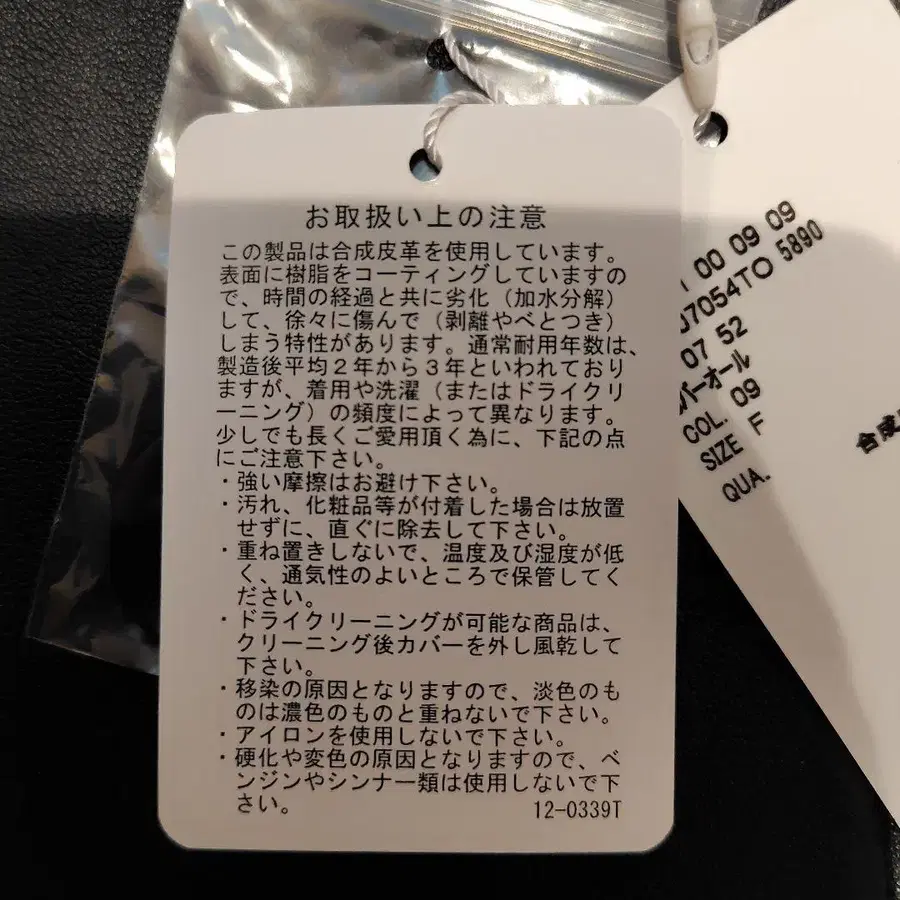 お取扱い上の注意
この製品は合成皮革を使用しています。
表面に樹脂をコーティングしていますの
で、時間の経過と共に劣化（加水分解）
して、徐々に傷んで（剥離やべとつき）
しまう特性があります。通常耐用年数は、
製造後平均２年から３年といわれており
ますが、着用や洗濯（またはドライクリ
ーニング）の頻度によって異なります。
少しでも長くご愛用頂く為に、下記の点
にご注意下さい。
・強い摩擦はお避け下さい。
・汚れ、化粧品等が付着した場合は放置
せずに、直ぐに除去して下さい。
・重ね置きしないで、温度及び湿度が低
く、通気性のよいところで保管してく
ださい。
・ドライクリーニングが可能な商品は、
クリーニング後カバーを外し風乾して
下さい。
・移染の原因となりますので、淡色のも
のは濃色のものと重ねないで下さい。
・アイロンを使用しないで下さい。
・硬化や変色の原因となりますので、ベ
ンジンやシンナー類は使用しないで下
さい。
12-0339T
00 09 09
07054TO 5890
07 52
バーオール
COL. 09
SIZE F
QUA.
合成